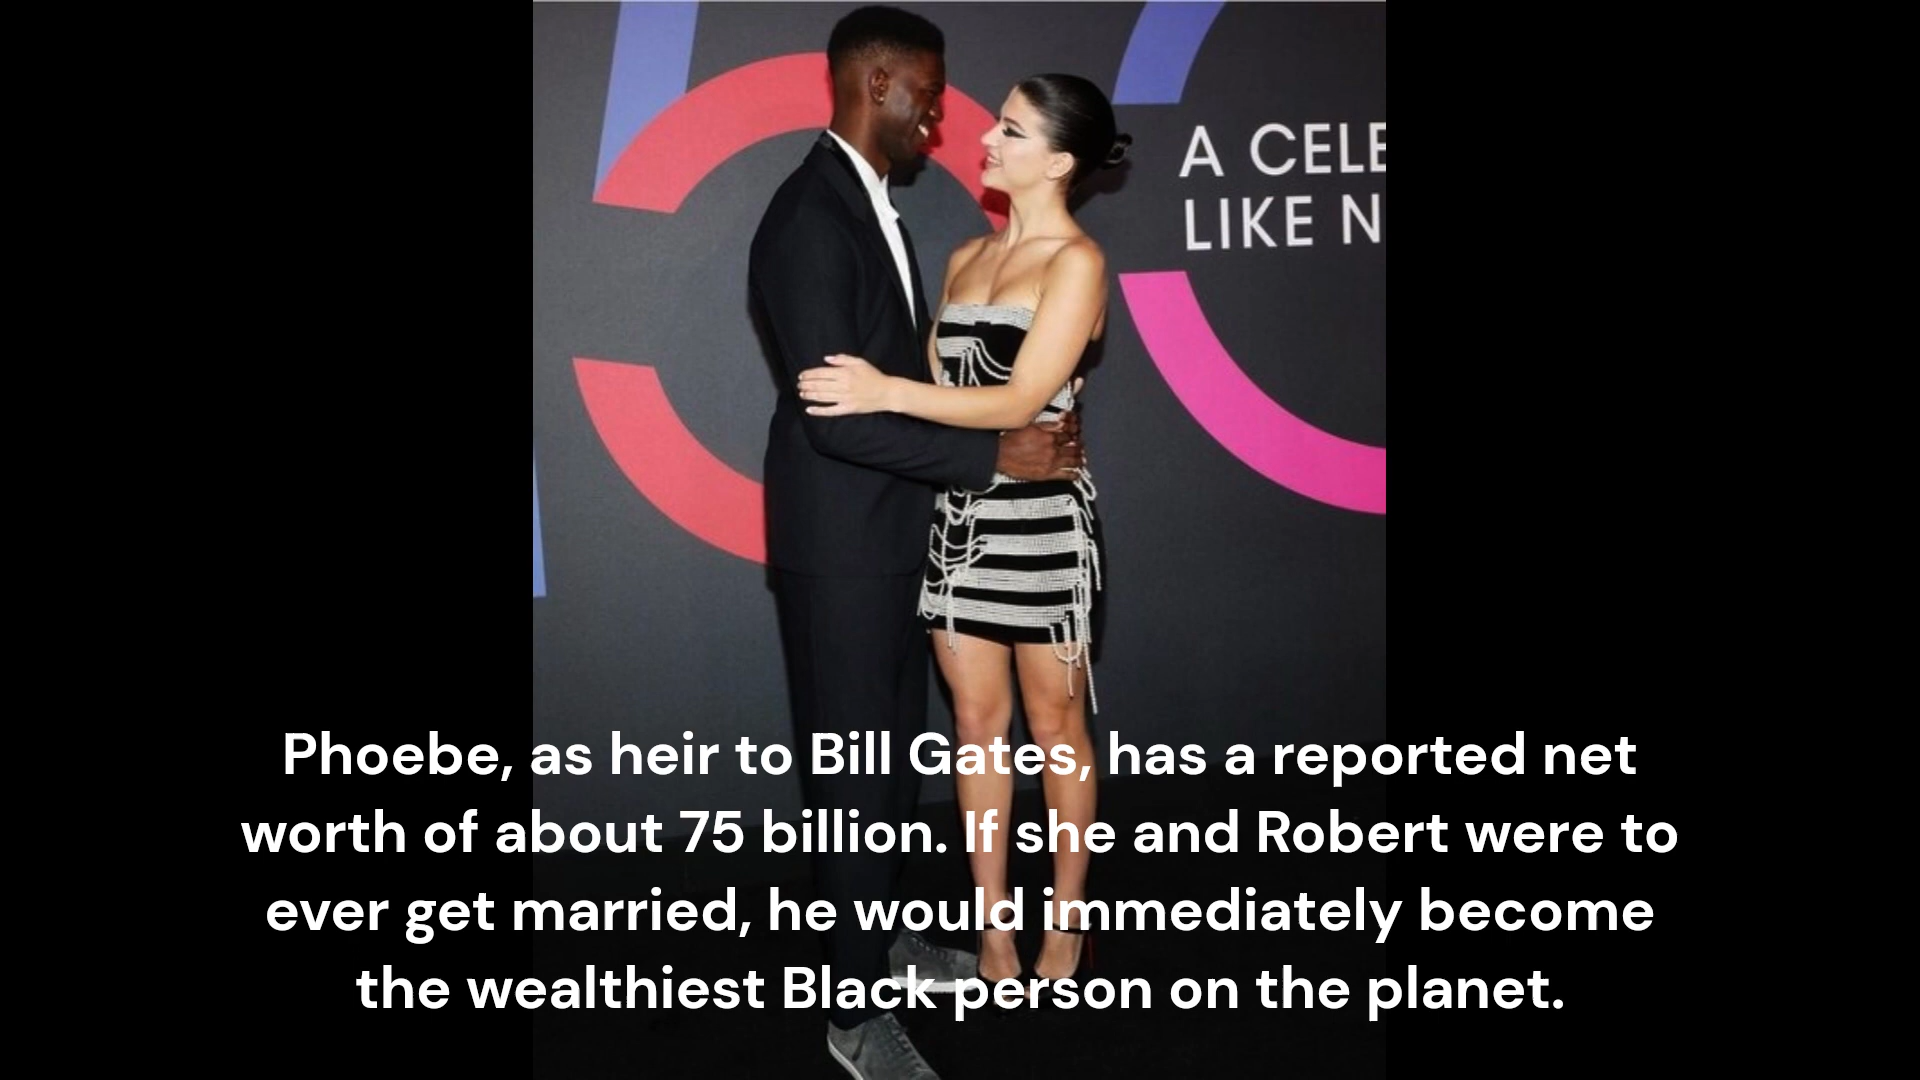 A CELE
LIKE N
Phoebe, as heir to Bill Gates, has a reported net
worth of about 75 billion. If she and Robert were to
ever get married, he would immediately become
the wealthiest Black person on the planet.